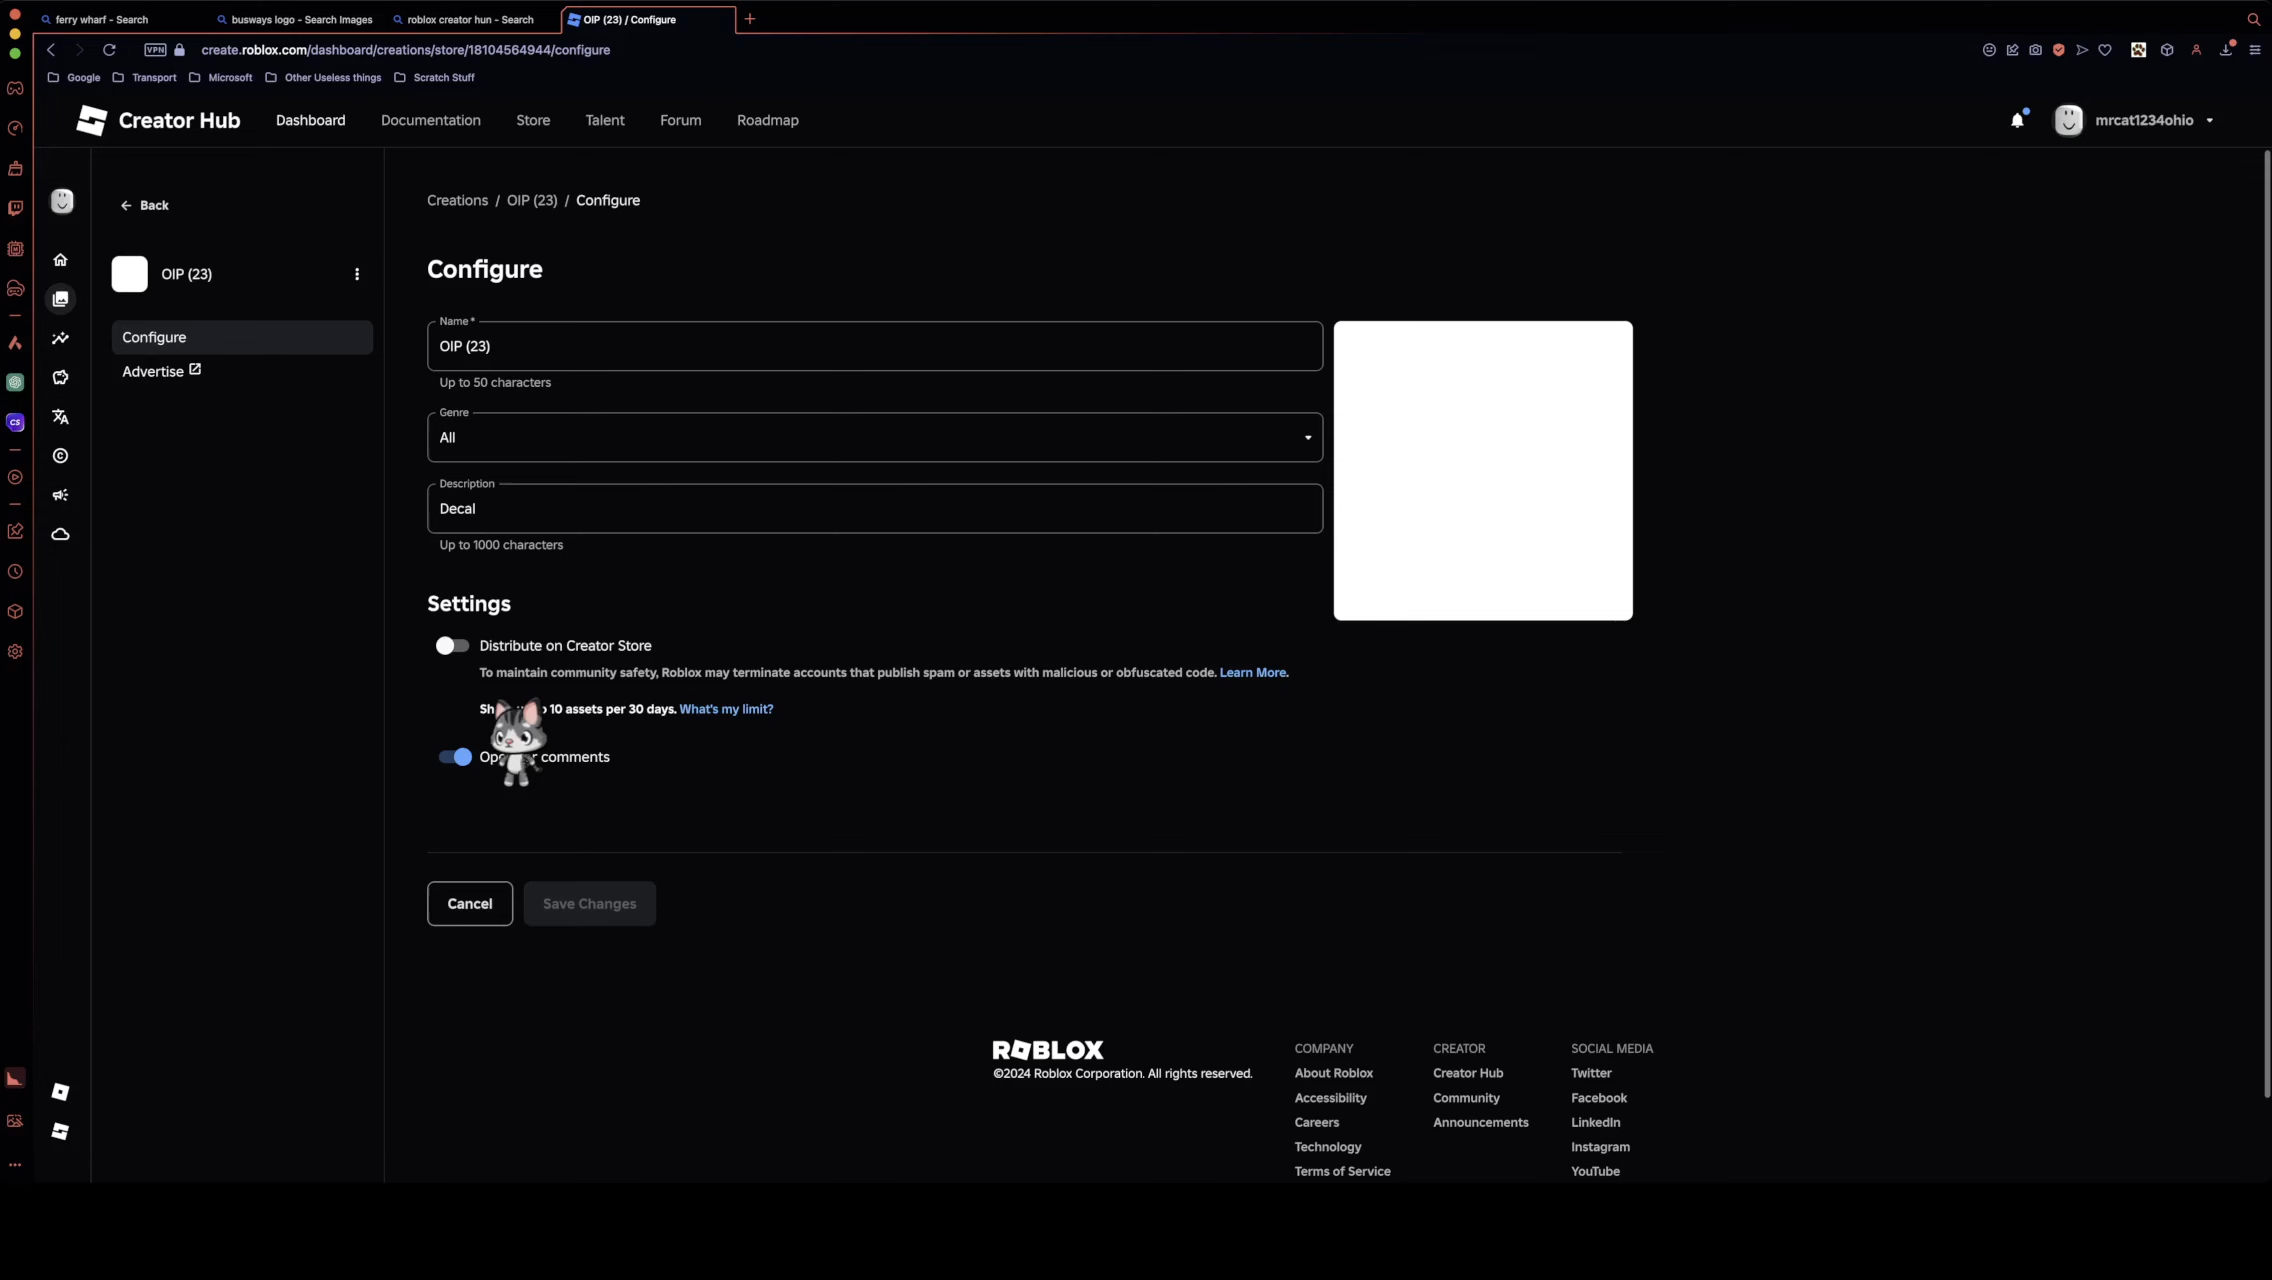 ferry wharf - Search
busways logo - Search Images
roblox creator hun - Search
OIP (23) / Configure
VPN
create.roblox.com/dashboard/creations/store/18104564944/configure
Google
Transport
Microsoft
Other Useless things
Scratch Stuff
Creator Hub
Dashboard
Documentation
Store
Talent
Forum
Roadmap
mrcat1234ohio
Back
OIP (23)
Configure
Advertise
Creations / OIP (23) / Configure
Configure
Name*
OIP (23)
Up to 50 characters
Genre
All
Description
Decal
Up to 1000 characters
Settings
Distribute on Creator Store
To maintain community safety, Roblox may terminate accounts that publish spam or assets with malicious or obfuscated code. Learn More.
10 assets per 30 days. What's my limit?
comments
Cancel
Save Changes
CS
ROBLOX
©2024 Roblox Corporation. All rights reserved.
COMPANY
About Roblox
Accessibility
Careers
Technology
Terms of Service
CREATOR
Creator Hub
Community
Announcements
SOCIAL MEDIA
Twitter
Facebook
LinkedIn
Instagram
YouTube